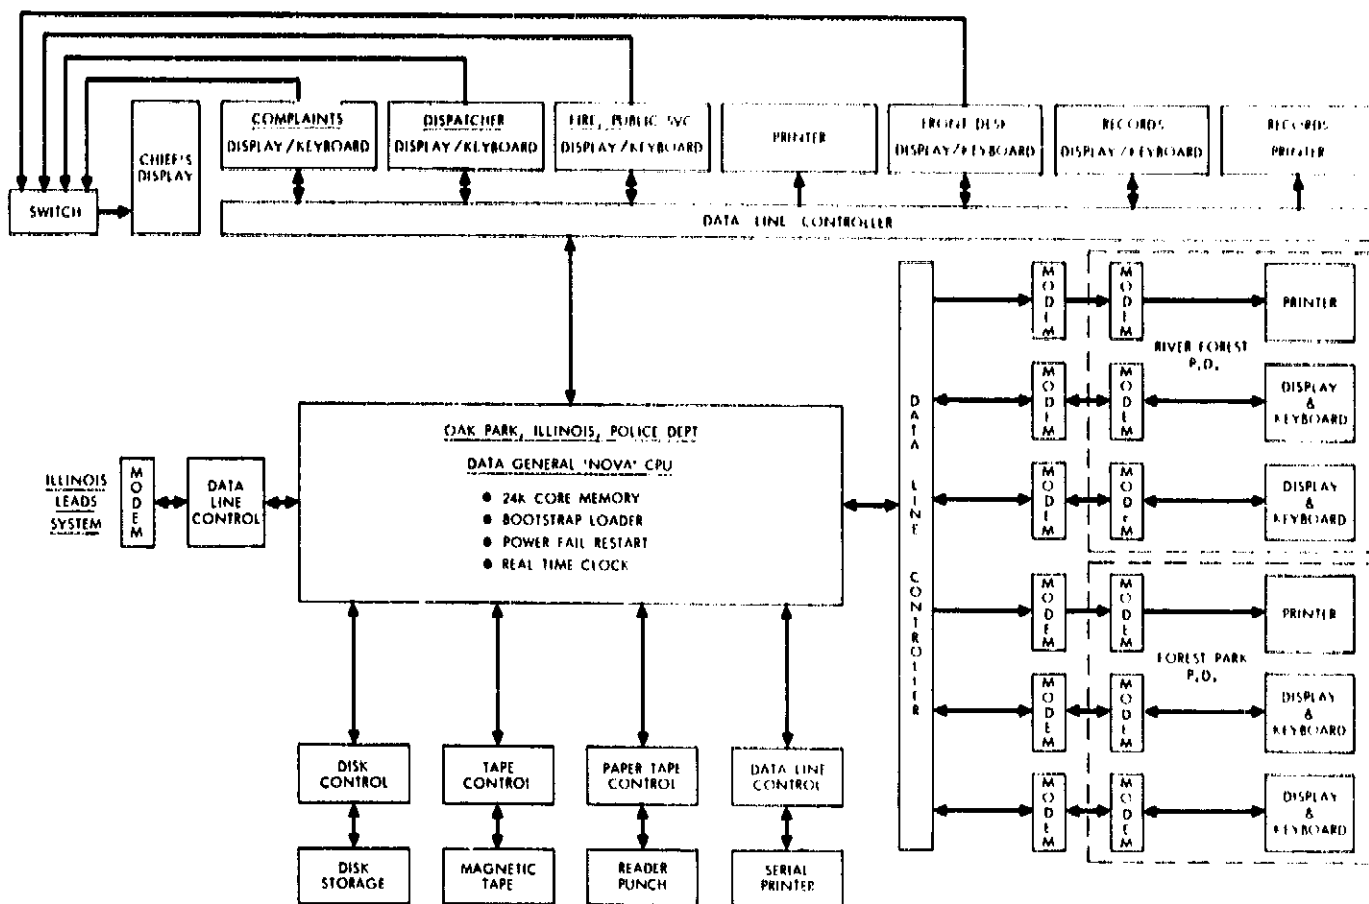 COMPLAINTS
DISPLAY/KEYBOARD
DISPATCHER
DISPLAY/KEYBOARD
FIRE, PUBLIC SVC
DISPLAY/KEYBOARD
PRINTER
FRONT DESK
DISPLAY/KEYBOARD
RECORDS
DISPLAY/KEYBOARD
RECORDS
PRINTER
CHIEF'S
DISPLAY
SWITCH
DATA LINE CONTROLLER
MODEM
MODEM
PRINTER
RIVER FOREST
P.D.
MODEM
MODEM
DISPLAY
&
KEYBOARD
MODEM
MODEM
DISPLAY
&
KEYBOARD
DATA LINE CONTROLLER
OAK PARK, ILLINOIS, POLICE DEPT
DATA GENERAL 'NOVA' CPU
● 24K CORE MEMORY
● BOOTSTRAP LOADER
● POWER FAIL RESTART
● REAL TIME CLOCK
ILLINOIS
LEADS
SYSTEM
MODEM
DATA
LINE
CONTROL
MODEM
MODEM
PRINTER
FOREST PARK
P.D.
MODEM
MODEM
DISPLAY
&
KEYBOARD
MODEM
MODEM
DISPLAY
&
KEYBOARD
DISK
CONTROL
TAPE
CONTROL
PAPER TAPE
CONTROL
DATA LINE
CONTROL
DISK
STORAGE
MAGNETIC
TAPE
READER
PUNCH
SERIAL
PRINTER